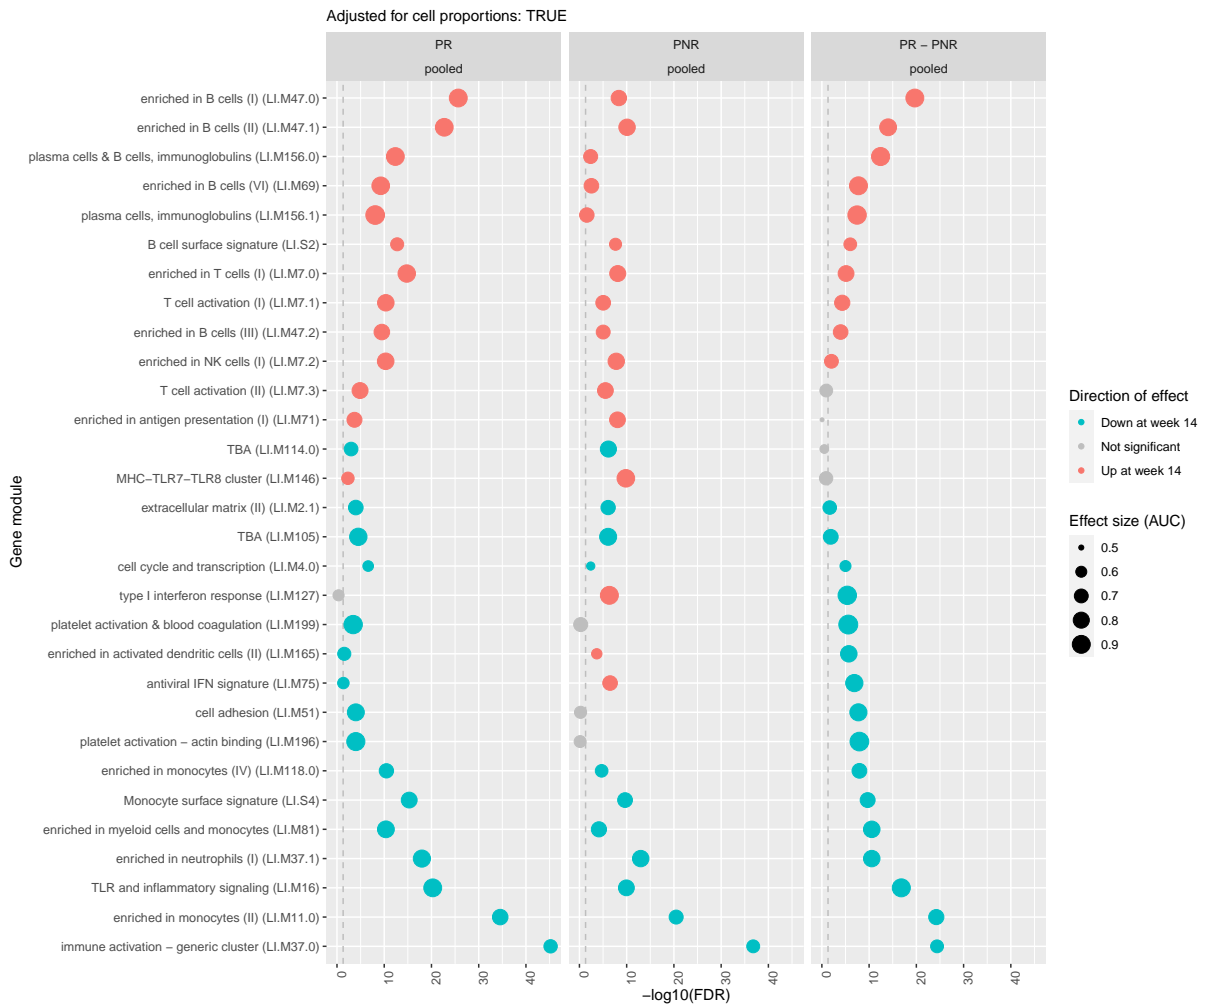 Adjusted for cell proportions: TRUE
PR
pooled
PNR
pooled
PR − PNR
pooled
Gene module
enriched in B cells (I) (LI.M47.0)
enriched in B cells (II) (LI.M47.1)
plasma cells & B cells, immunoglobulins (LI.M156.0)
enriched in B cells (VI) (LI.M69)
plasma cells, immunoglobulins (LI.M156.1)
B cell surface signature (LI.S2)
enriched in T cells (I) (LI.M7.0)
T cell activation (I) (LI.M7.1)
enriched in B cells (III) (LI.M47.2)
enriched in NK cells (I) (LI.M7.2)
T cell activation (II) (LI.M7.3)
enriched in antigen presentation (I) (LI.M71)
TBA (LI.M114.0)
MHC−TLR7−TLR8 cluster (LI.M146)
extracellular matrix (II) (LI.M2.1)
TBA (LI.M105)
cell cycle and transcription (LI.M4.0)
type I interferon response (LI.M127)
platelet activation & blood coagulation (LI.M199)
enriched in activated dendritic cells (II) (LI.M165)
antiviral IFN signature (LI.M75)
cell adhesion (LI.M51)
platelet activation − actin binding (LI.M196)
enriched in monocytes (IV) (LI.M118.0)
Monocyte surface signature (LI.S4)
enriched in myeloid cells and monocytes (LI.M81)
enriched in neutrophils (I) (LI.M37.1)
TLR and inflammatory signaling (LI.M16)
enriched in monocytes (II) (LI.M11.0)
immune activation − generic cluster (LI.M37.0)
0 10 20 30 40
0 10 20 30 40
0 10 20 30 40
−log10(FDR)
Direction of effect
Down at week 14
Not significant
Up at week 14
Effect size (AUC)
0.5
0.6
0.7
0.8
0.9